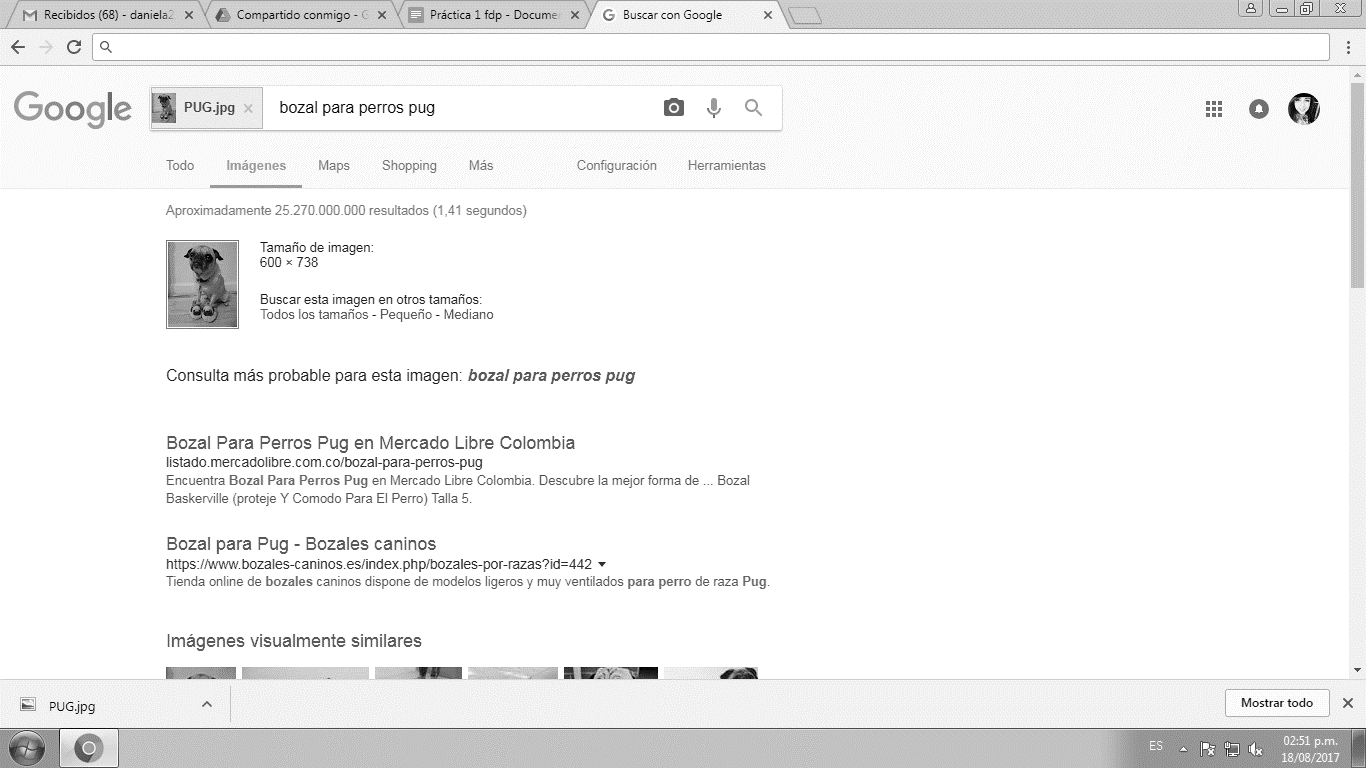 Recibidos (68) - daniela2
Compartido conmigo - G
Práctica 1 fdp - Documen
Buscar con Google
Google
PUG.jpg
bozal para perros pug
Todo Imágenes Maps Shopping Más Configuración Herramientas
Aproximadamente 25.270.000.000 resultados (1,41 segundos)
Tamaño de imagen:
600 × 738
Buscar esta imagen en otros tamaños:
Todos los tamaños - Pequeño - Mediano
Consulta más probable para esta imagen: bozal para perros pug
Bozal Para Perros Pug en Mercado Libre Colombia
listado.mercadolibre.com.co/bozal-para-perros-pug
Encuentra Bozal Para Perros Pug en Mercado Libre Colombia. Descubre la mejor forma de ... Bozal
Baskerville (proteje Y Comodo Para El Perro) Talla 5.
Bozal para Pug - Bozales caninos
https://www.bozales-caninos.es/index.php/bozales-por-razas?id=442
Tienda online de bozales caninos dispone de modelos ligeros y muy ventilados para perro de raza Pug.
Imágenes visualmente similares
PUG.jpg
Mostrar todo
ES
02:51 p.m.
18/08/2017